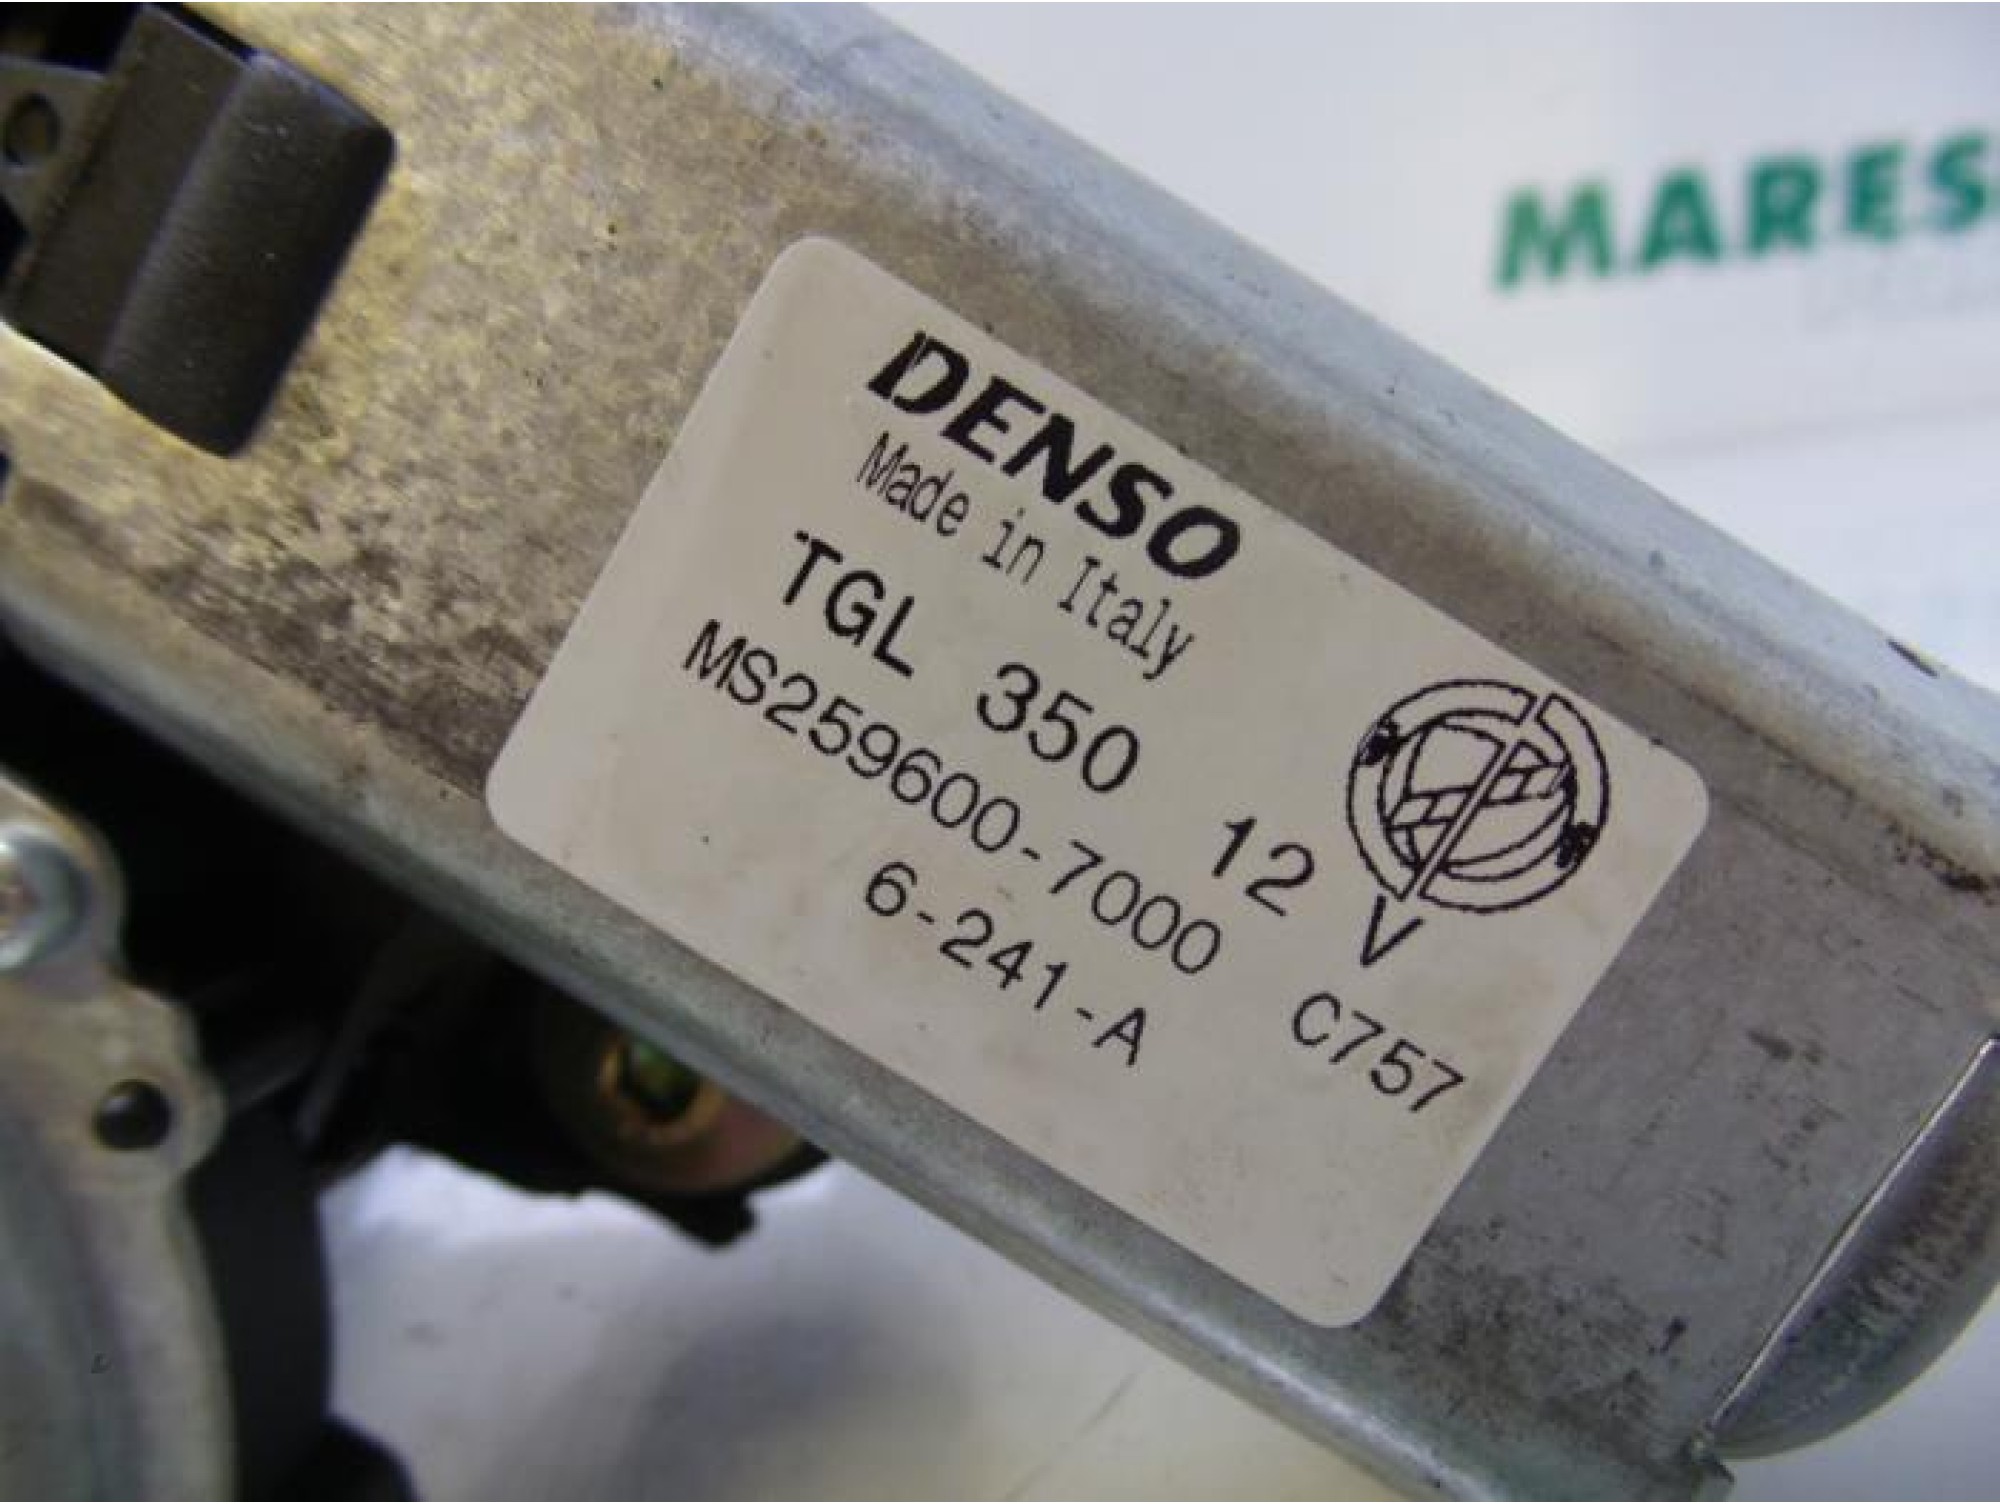 MARES
DENSO
Made in Italy
TGL 350 12 V
MS259600-7000 C757
6-241-A